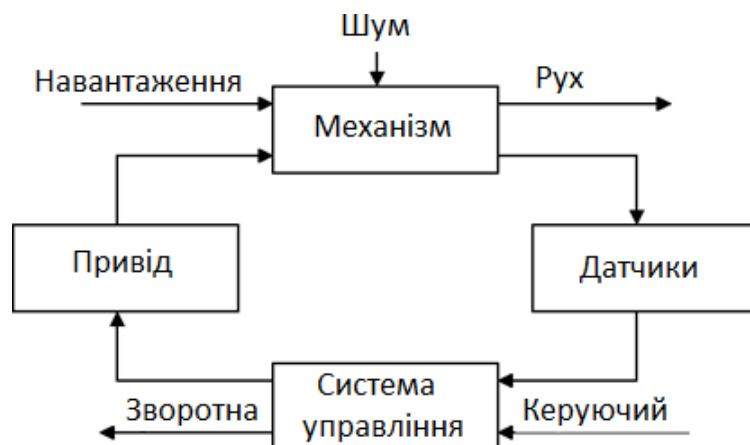 Шум
Навантаження
Рух
Механізм
Привід
Датчики
Зворотна
Система
управління
Керуючий